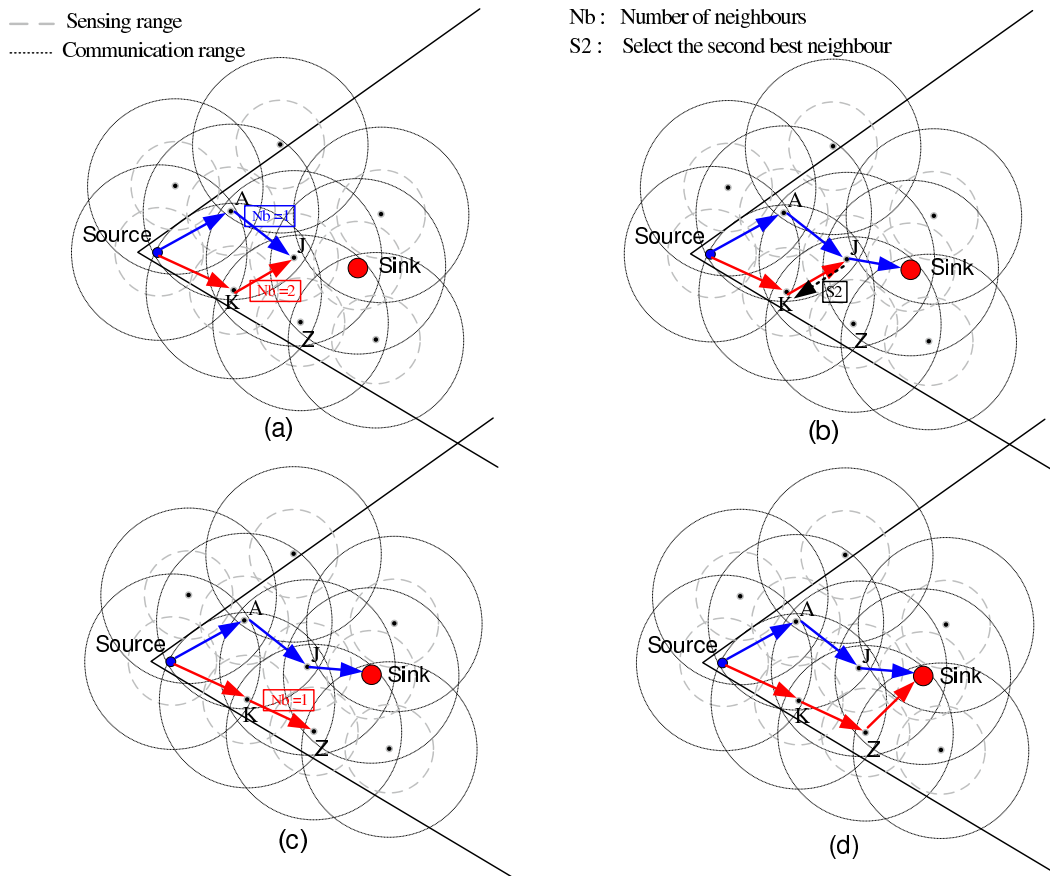 Sensing range
Communication range
Nb : Number of neighbours
S2 : Select the second best neighbour
A
Nb =1
Source
J
Sink
K
Nb =2
Z
(a)
A
Source
J
Sink
S2
K
Z
(b)
A
Source
J
Sink
Nb =1
K
Z
(c)
A
Source
J
Sink
K
Z
(d)